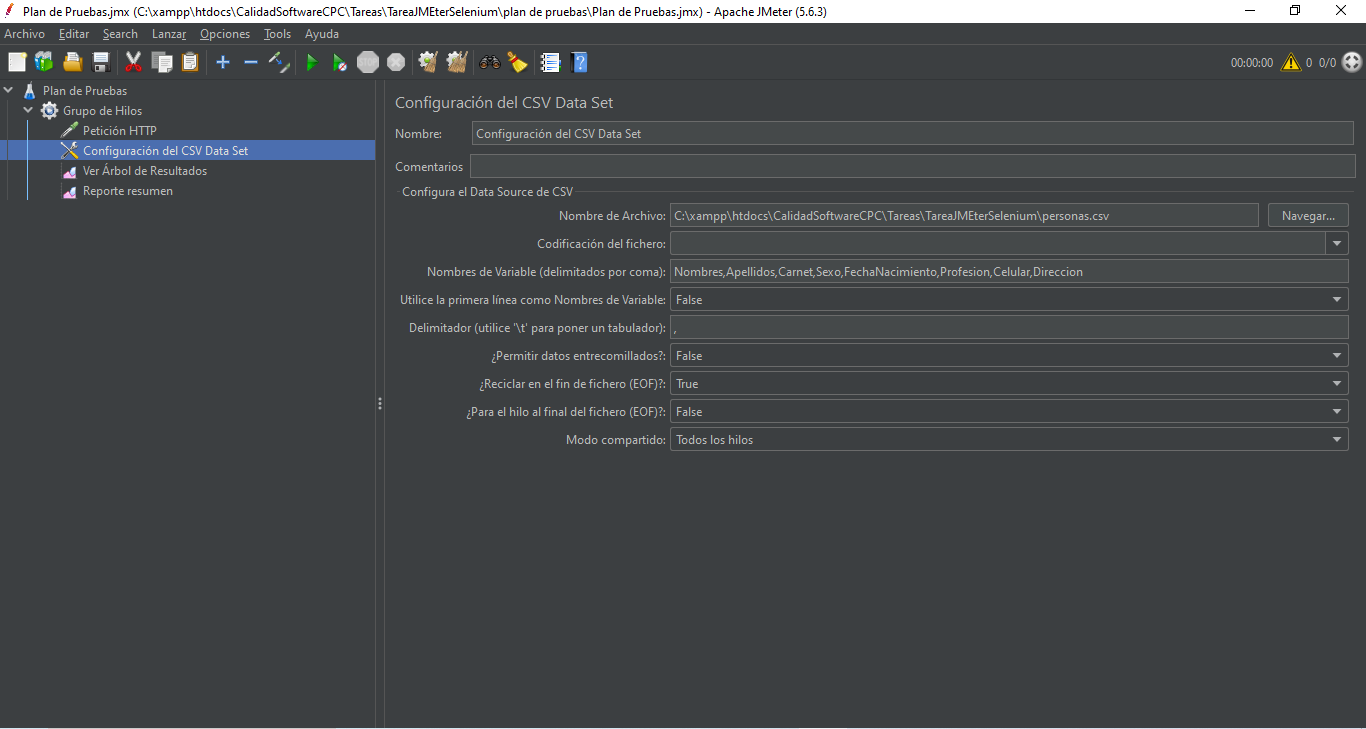 Plan de Pruebas.jmx (C:\xampp\htdocs\CalidadSoftwareCPC\Tareas\TareaJMEterSelenium\plan de pruebas\Plan de Pruebas.jmx) - Apache JMeter (5.6.3)
Archivo Editar Search Lanzar Opciones Tools Ayuda
STOP 00:00:00 0 0/0
Plan de Pruebas
Grupo de Hilos
Petición HTTP
Configuración del CSV Data Set
Ver Árbol de Resultados
Reporte resumen
Configuración del CSV Data Set
Nombre: Configuración del CSV Data Set
Comentarios
Configura el Data Source de CSV
Nombre de Archivo: C:\xampp\htdocs\CalidadSoftwareCPC\Tareas\TareaJMEterSelenium\personas.csv Navegar...
Codificación del fichero:
Nombres de Variable (delimitados por coma): Nombres,Apellidos,Carnet,Sexo,FechaNacimiento,Profesion,Celular,Direccion
Utilice la primera línea como Nombres de Variable: False
Delimitador (utilice '\t' para poner un tabulador): ,
¿Permitir datos entrecomillados?: False
¿Reciclar en el fin de fichero (EOF)?: True
¿Para el hilo al final del fichero (EOF)?: False
Modo compartido: Todos los hilos